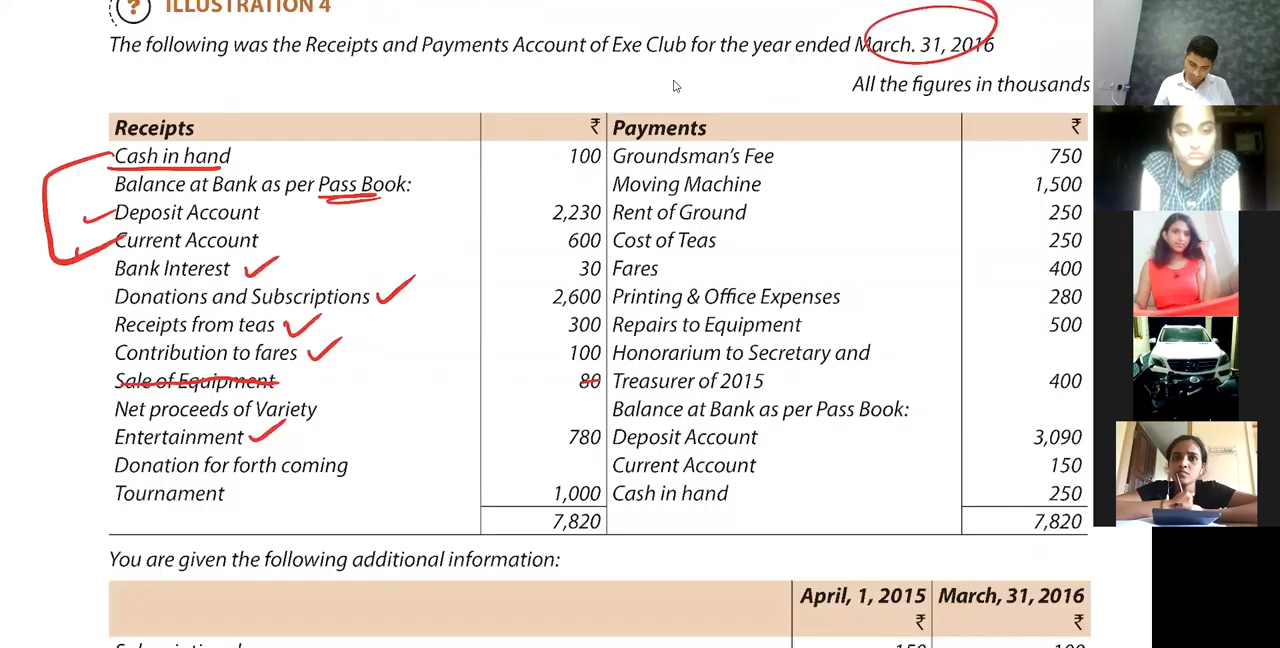 ? ILLUSTRATION 4
The following was the Receipts and Payments Account of Exe Club for the year ended March. 31, 2016
All the figures in thousands
Receipts ₹ Payments ₹
Cash in hand 100 Groundsman's Fee 750
Balance at Bank as per Pass Book: Moving Machine 1,500
Deposit Account 2,230 Rent of Ground 250
Current Account 600 Cost of Teas 250
Bank Interest 30 Fares 400
Donations and Subscriptions 2,600 Printing & Office Expenses 280
Receipts from teas 300 Repairs to Equipment 500
Contribution to fares 100 Honorarium to Secretary and
Sale of Equipment 80 Treasurer of 2015 400
Net proceeds of Variety Balance at Bank as per Pass Book:
Entertainment 780 Deposit Account 3,090
Donation for forth coming Current Account 150
Tournament 1,000 Cash in hand 250
7,820 7,820
You are given the following additional information:
April, 1, 2015 March, 31, 2016
₹ ₹